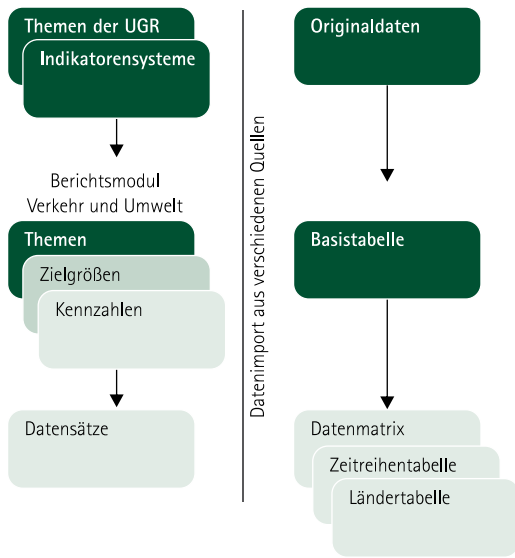 Themen der UGR
Indikatorensysteme
Berichtsmodul
Verkehr und Umwelt
Themen
Zielgrößen
Kennzahlen
Datensätze
Datenimport aus verschiedenen Quellen
Originaldaten
Basistabelle
Datenmatrix
Zeitreihentabelle
Ländertabelle